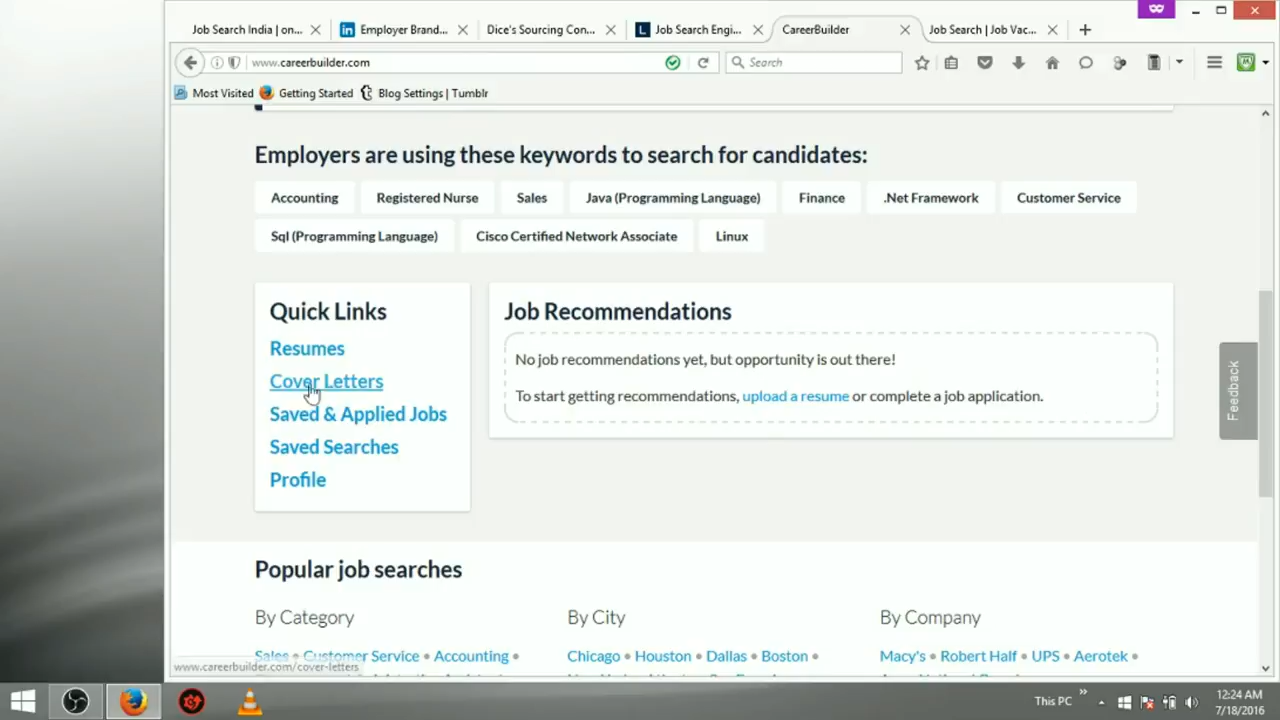 Job Search India | on...
Employer Brand...
Dice's Sourcing Con...
Job Search Engi...
CareerBuilder
Job Search | Job Vac...
www.careerbuilder.com
Search
Most Visited
Getting Started
Blog Settings | Tumblr
Employers are using these keywords to search for candidates:
Accounting
Registered Nurse
Sales
Java (Programming Language)
Finance
.Net Framework
Customer Service
Sql (Programming Language)
Cisco Certified Network Associate
Linux
Quick Links
Resumes
Cover Letters
Saved & Applied Jobs
Saved Searches
Profile
Job Recommendations
No job recommendations yet, but opportunity is out there!
To start getting recommendations, upload a resume or complete a job application.
Feedback
Popular job searches
By Category
Sales • Customer Service • Accounting •
By City
Chicago • Houston • Dallas • Boston •
By Company
Macy's • Robert Half • UPS • Aerotek •
www.careerbuilder.com/cover-letters
This PC
12:24 AM
7/18/2016